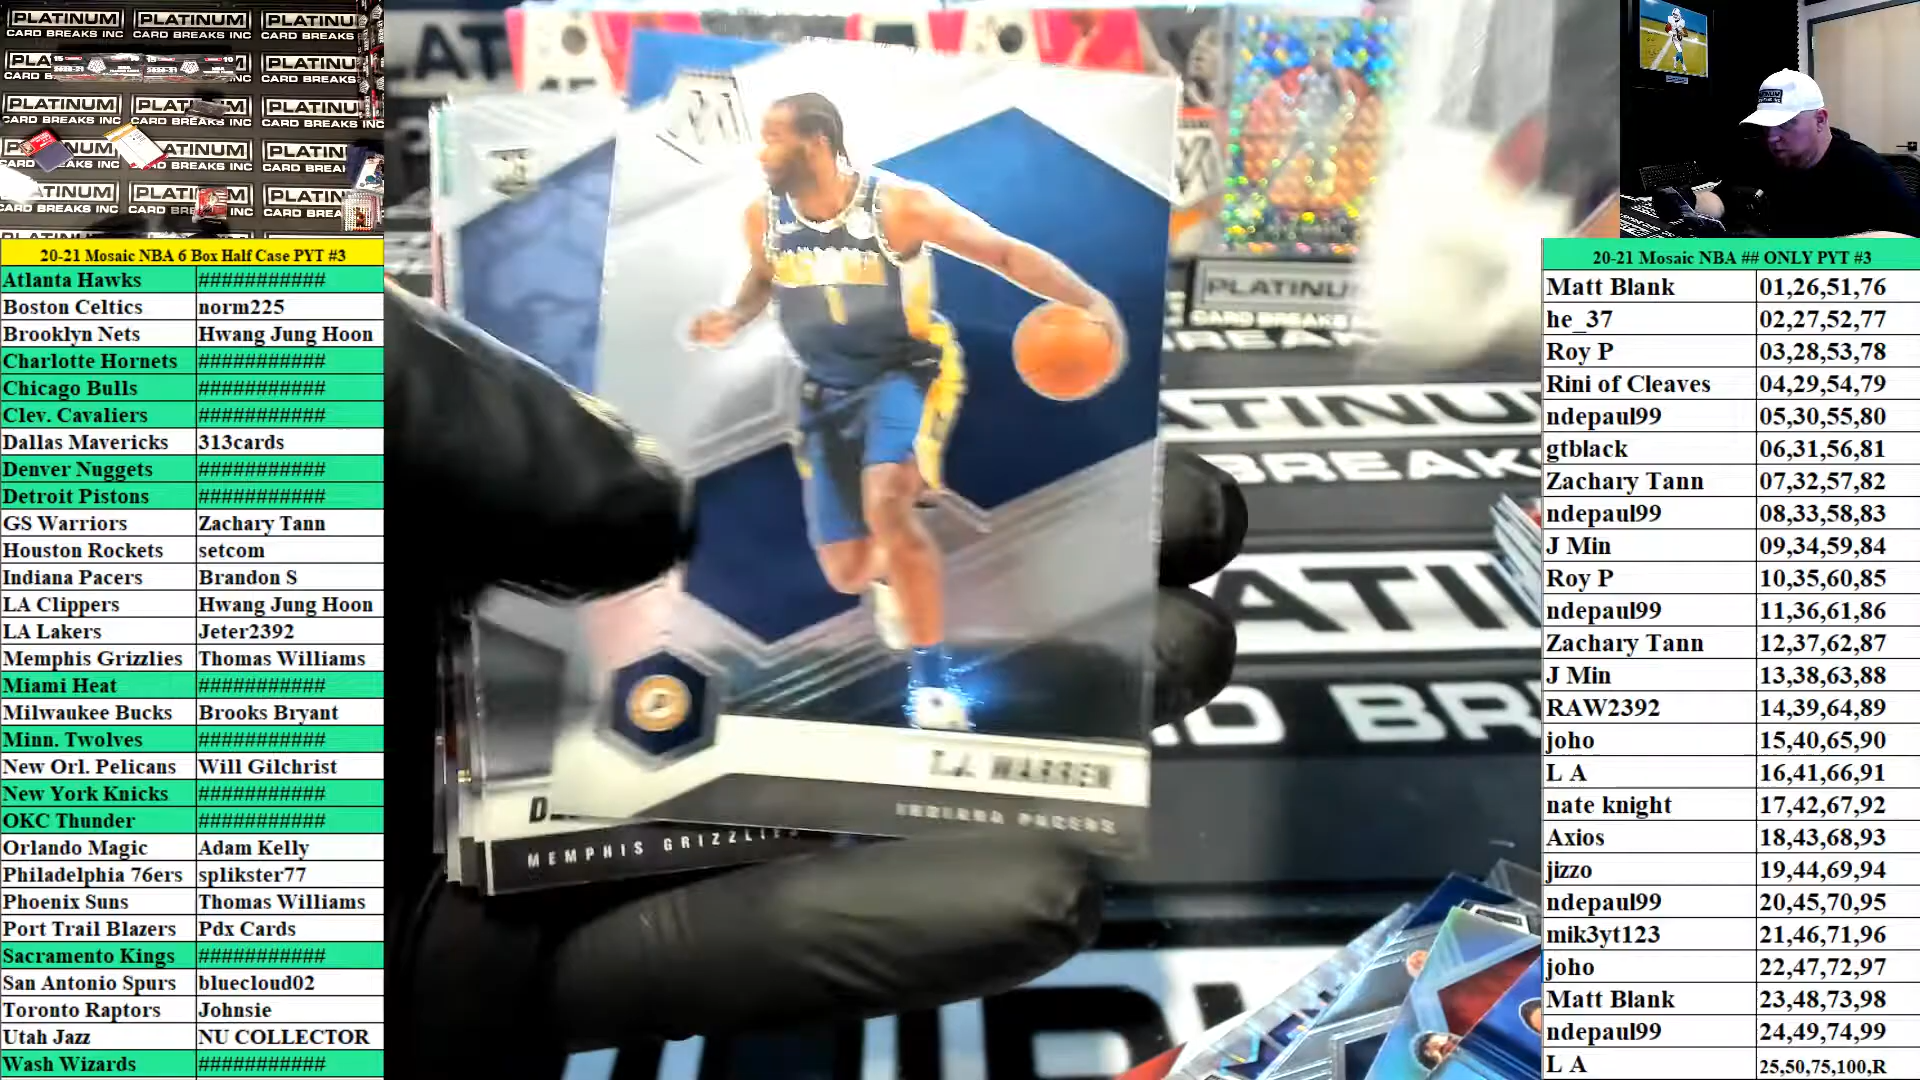 PLATINUM
CARD BREAKS INC
20-21 Mosaic NBA 6 Box Half Case PYT #3
Atlanta Hawks ###########
Boston Celtics norm225
Brooklyn Nets Hwang Jung Hoon
Charlotte Hornets ###########
Chicago Bulls ###########
Clev. Cavaliers ###########
Dallas Mavericks 313cards
Denver Nuggets ###########
Detroit Pistons ###########
GS Warriors Zachary Tann
Houston Rockets setcom
Indiana Pacers Brandon S
LA Clippers Hwang Jung Hoon
LA Lakers Jeter2392
Memphis Grizzlies Thomas Williams
Miami Heat ###########
Milwaukee Bucks Brooks Bryant
Minn. Twolves ###########
New Orl. Pelicans Will Gilchrist
New York Knicks ###########
OKC Thunder ###########
Orlando Magic Adam Kelly
Philadelphia 76ers splikster77
Phoenix Suns Thomas Williams
Port Trail Blazers Pdx Cards
Sacramento Kings ###########
San Antonio Spurs bluecloud02
Toronto Raptors Johnsie
Utah Jazz NU COLLECTOR
Wash Wizards ###########
T.J. WARREN
INDIANA PACERS
MEMPHIS GRIZZLIES
20-21 Mosaic NBA ## ONLY PYT #3
Matt Blank 01,26,51,76
he_37 02,27,52,77
Roy P 03,28,53,78
Rini of Cleaves 04,29,54,79
ndepaul99 05,30,55,80
gtblack 06,31,56,81
Zachary Tann 07,32,57,82
ndepaul99 08,33,58,83
J Min 09,34,59,84
Roy P 10,35,60,85
ndepaul99 11,36,61,86
Zachary Tann 12,37,62,87
J Min 13,38,63,88
RAW2392 14,39,64,89
joho 15,40,65,90
L A 16,41,66,91
nate knight 17,42,67,92
Axios 18,43,68,93
jizzo 19,44,69,94
ndepaul99 20,45,70,95
mik3yt123 21,46,71,96
joho 22,47,72,97
Matt Blank 23,48,73,98
ndepaul99 24,49,74,99
L A 25,50,75,100,R